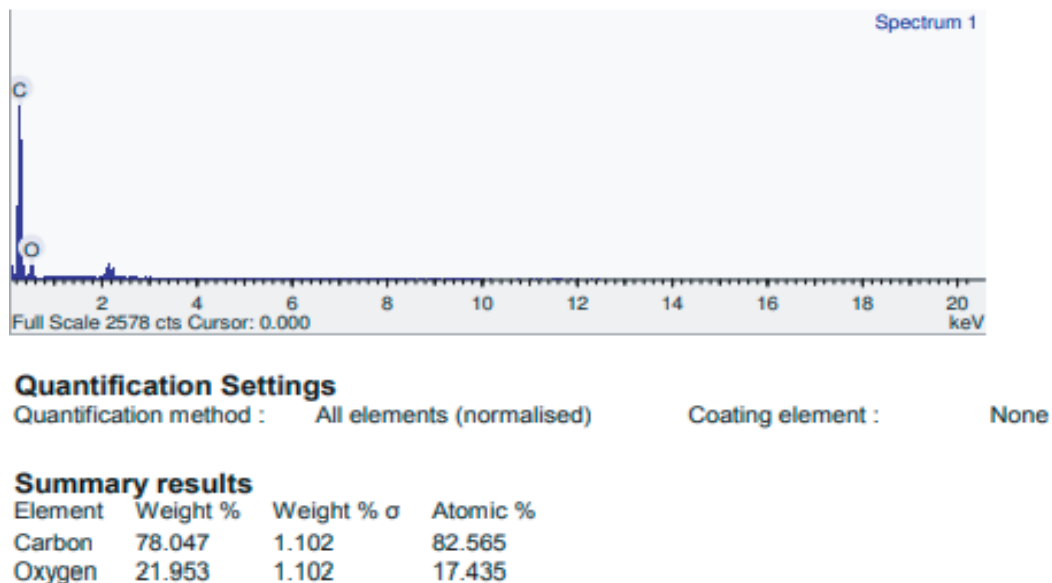 Spectrum 1
C
O
2 4 6 8 10 12 14 16 18 20
Full Scale 2578 cts Cursor: 0.000 keV
Quantification Settings
Quantification method : All elements (normalised) Coating element : None
Summary results
Element Weight % Weight % σ Atomic %
Carbon 78.047 1.102 82.565
Oxygen 21.953 1.102 17.435